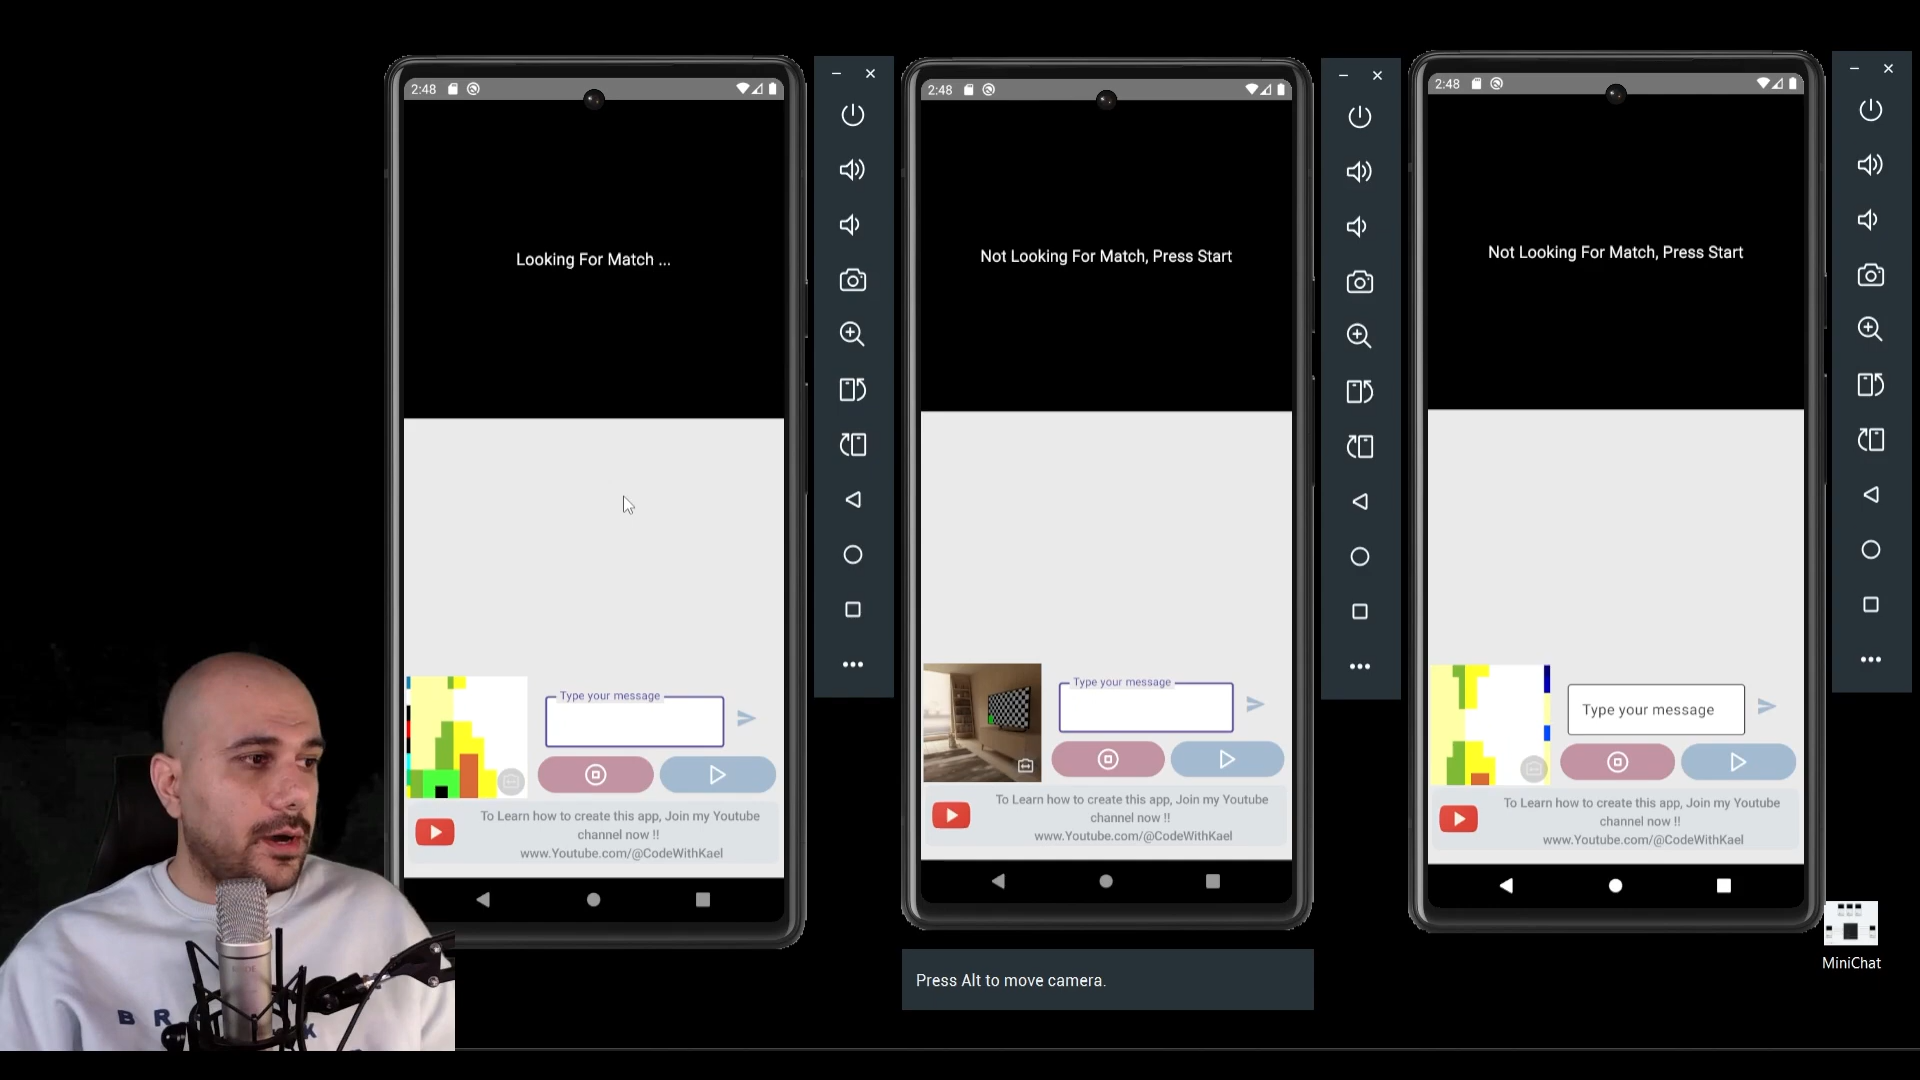 2:48
Looking For Match ...
Type your message
To Learn how to create this app, Join my Youtube
channel now !!
www.Youtube.com/@CodeWithKael
2:48
Not Looking For Match, Press Start
Type your message
To Learn how to create this app, Join my Youtube
channel now !!
www.Youtube.com/@CodeWithKael
Press Alt to move camera.
2:48
Not Looking For Match, Press Start
Type your message
To Learn how to create this app, Join my Youtube
channel now !!
www.Youtube.com/@CodeWithKael
MiniChat